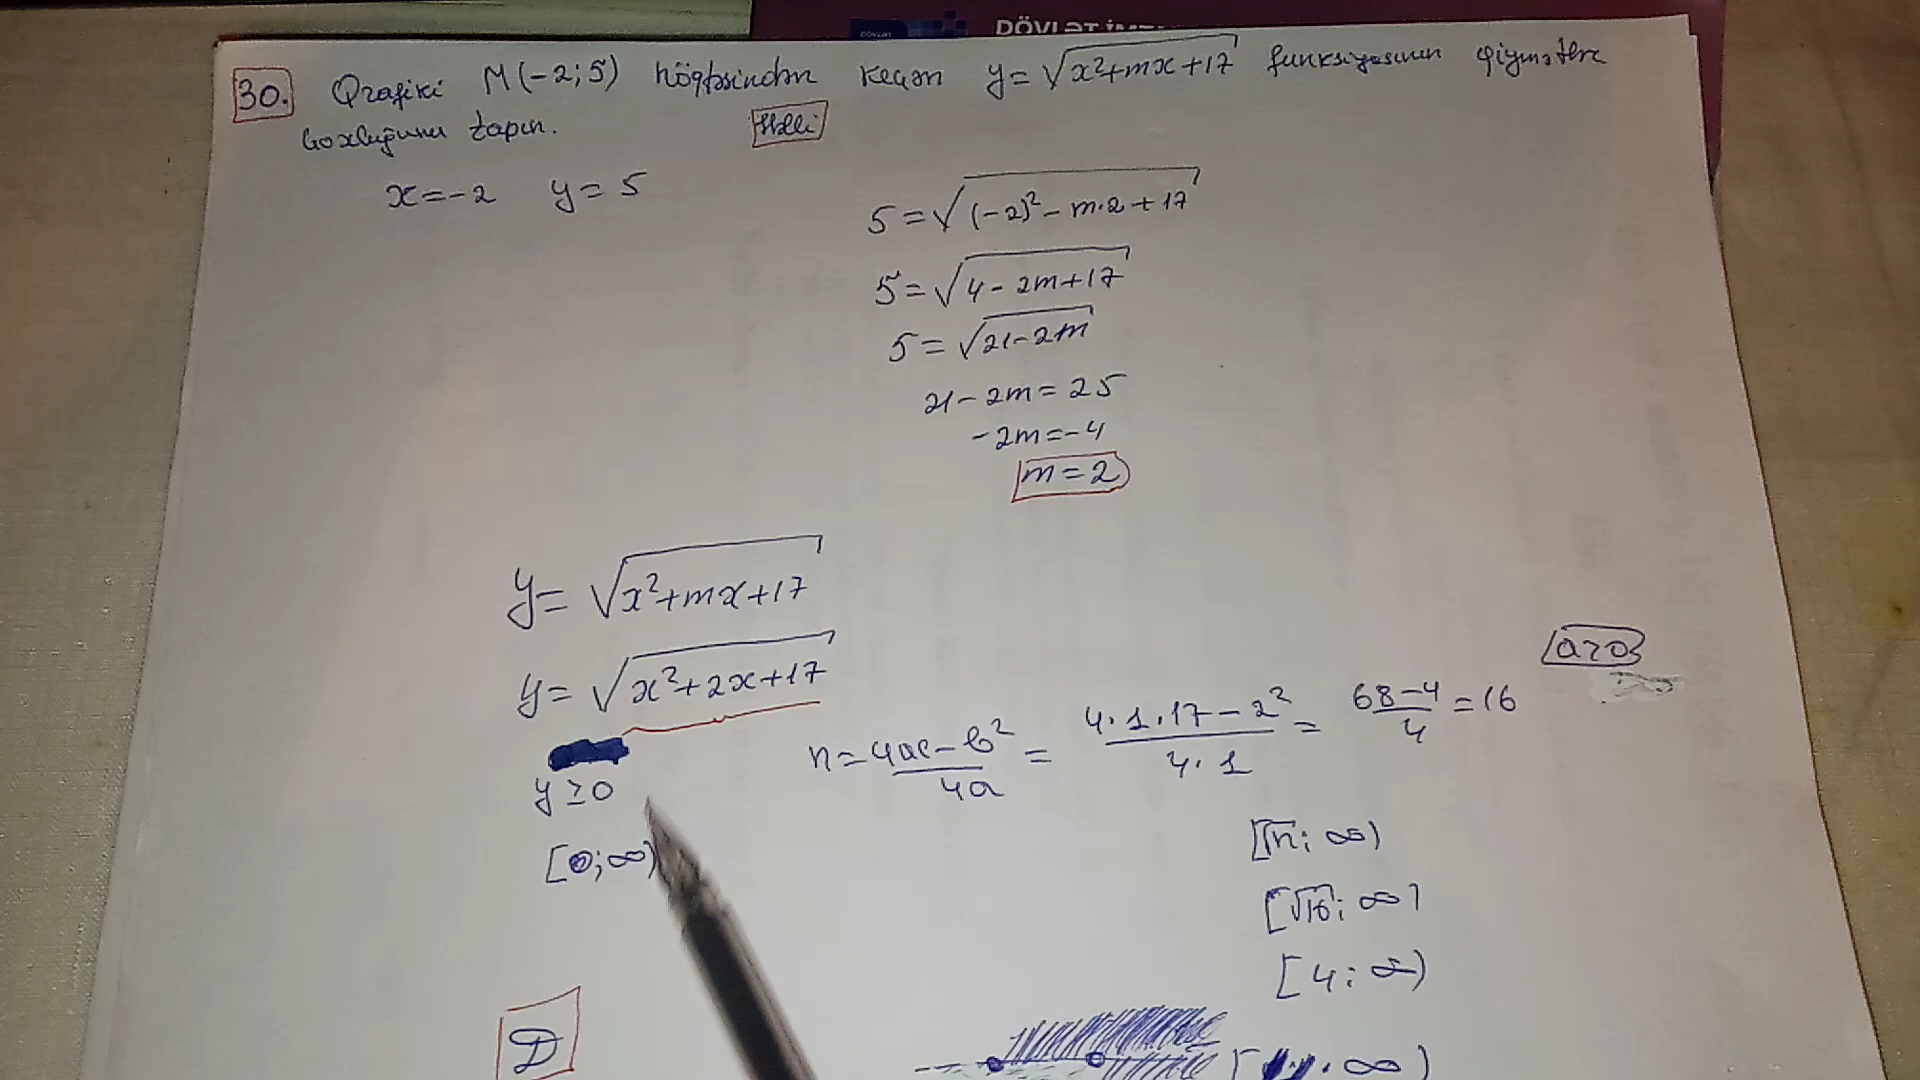 DÖVLƏT
30. Qrafiki M(-2;5) nöqtəsindən keçən y=√x²+mx+17 funksiyasının qiymətlər
çoxluğunu tapın.
Həlli
x=-2 y=5
5=√(-2)²-m·2+17
5=√4-2m+17
5=√21-2m
21-2m=25
-2m=-4
m=2
y=√x²+mx+17
y=√x²+2x+17
a>0
n=4ac-b²/4a = 4·1·17-2²/4·1 = 68-4/4=16
y≥0
[0;∞)
[√n; ∞)
[√16; ∞)
[4; ∞)
D
∞)